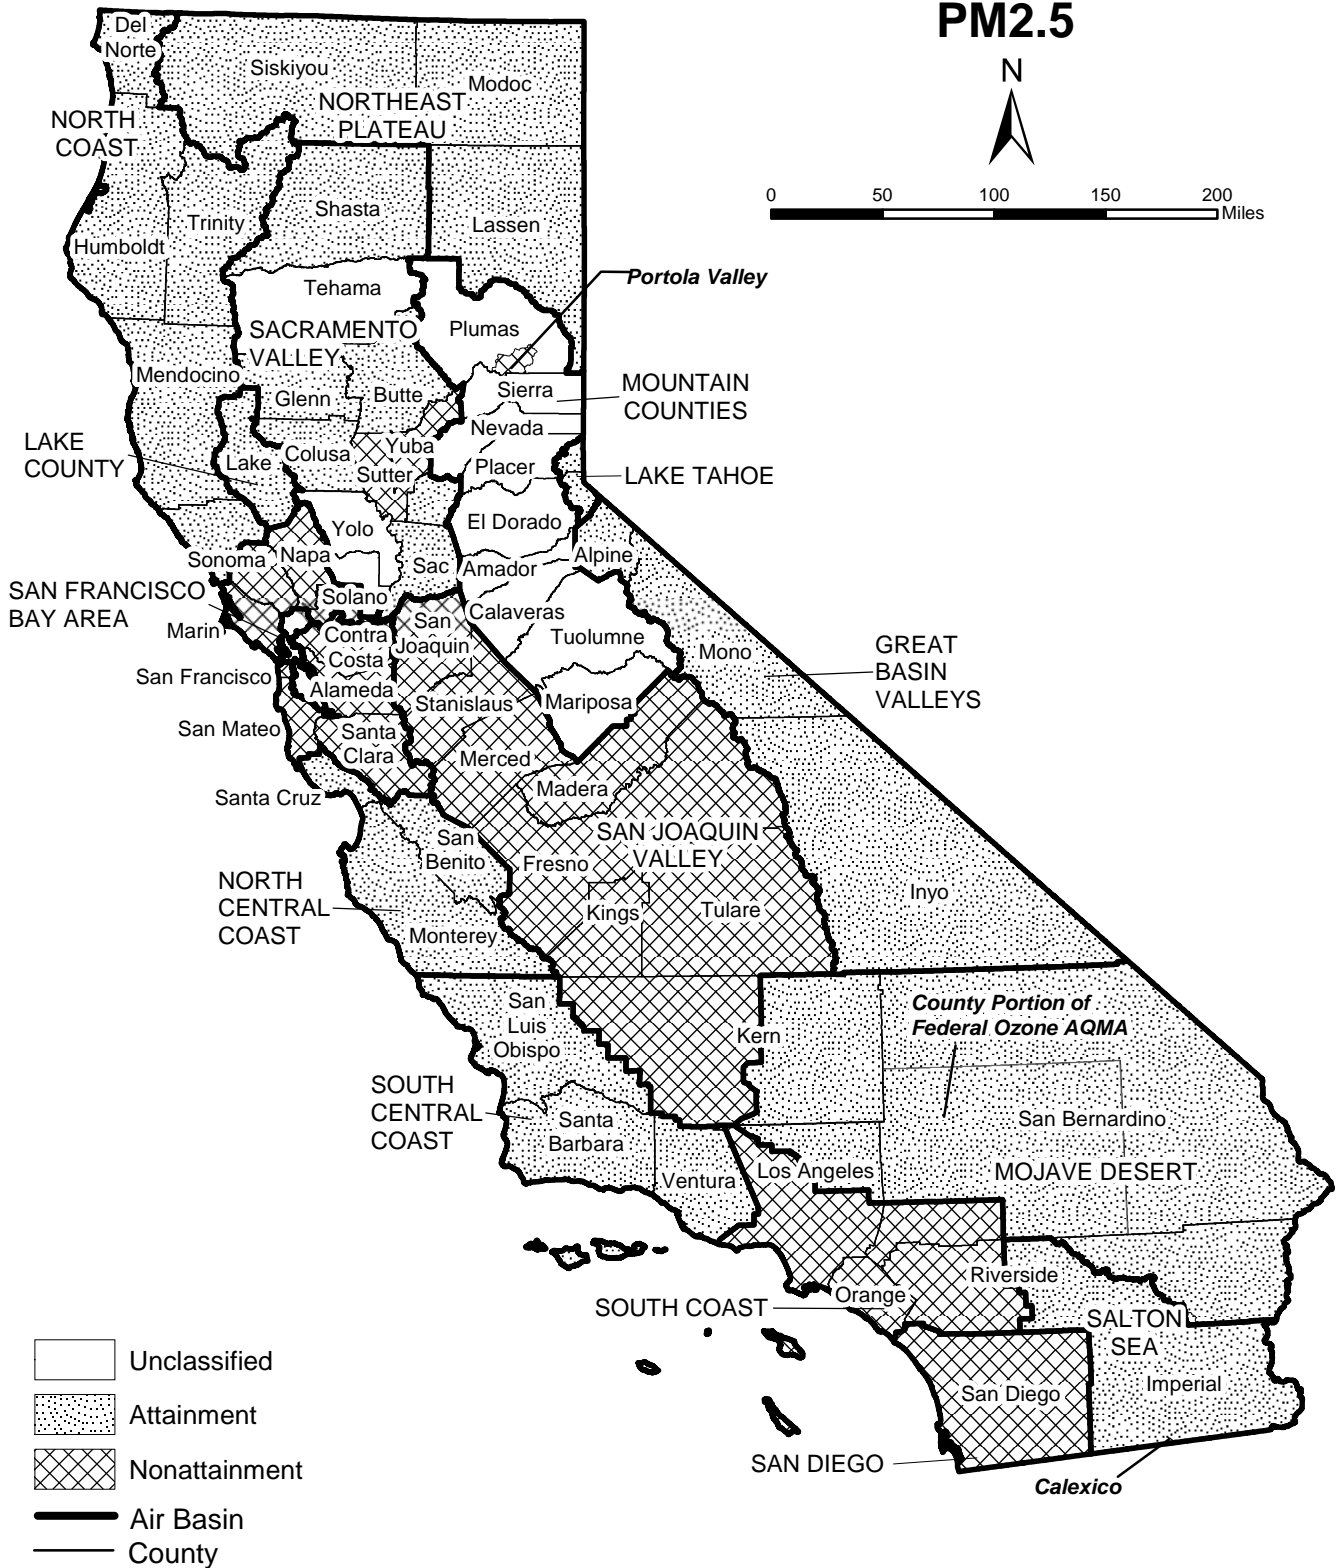 PM2.5
N
0 50 100 150 200
Miles
Del
Norte
Siskiyou
Modoc
NORTHEAST
PLATEAU
NORTH
COAST
Shasta
Trinity
Lassen
Humboldt
Portola Valley
Tehama
SACRAMENTO
VALLEY
Plumas
Mendocino
Glenn
Butte
Sierra
MOUNTAIN
COUNTIES
Nevada
Yuba
Colusa
LAKE
COUNTY
Lake
Sutter
Placer
LAKE TAHOE
Yolo
El Dorado
Sonoma
Napa
Sac
Amador
Alpine
SAN FRANCISCO
BAY AREA
Solano
Calaveras
Marin
Contra
Costa
San
Joaquin
Tuolumne
Mono
GREAT
BASIN
VALLEYS
San Francisco
Alameda
Stanislaus
Mariposa
San Mateo
Santa
Clara
Merced
Santa Cruz
Madera
San
Benito
SAN JOAQUIN
VALLEY
Fresno
NORTH
CENTRAL
COAST
Kings
Tulare
Inyo
Monterey
San
Luis
Obispo
Kern
County Portion of
Federal Ozone AQMA
SOUTH
CENTRAL
COAST
Santa
Barbara
San Bernardino
Ventura
Los Angeles
MOJAVE DESERT
Orange
Riverside
SOUTH COAST
SALTON
SEA
San Diego
Imperial
SAN DIEGO
Calexico
Unclassified
Attainment
Nonattainment
Air Basin
County